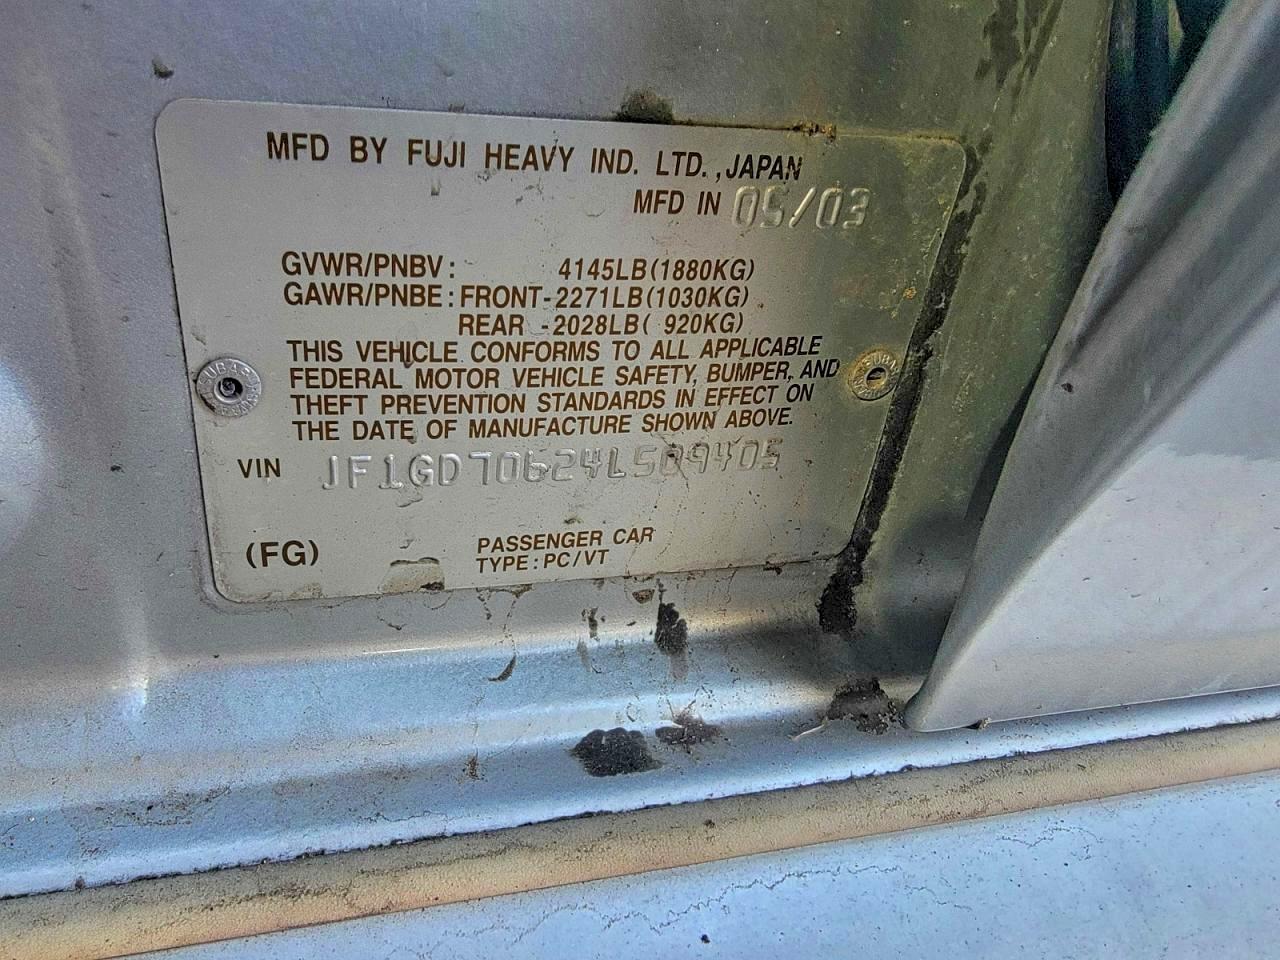 MFD BY FUJI HEAVY IND. LTD.,JAPAN
MFD IN 05/03
GVWR/PNBV: 4145LB(1880KG)
GAWR/PNBE:FRONT-2271LB(1030KG)
REAR -2028LB( 920KG)
THIS VEHICLE CONFORMS TO ALL APPLICABLE
FEDERAL MOTOR VEHICLE SAFETY, BUMPER, AND
THEFT PREVENTION STANDARDS IN EFFECT ON
THE DATE OF MANUFACTURE SHOWN ABOVE.
VIN JF1GD70624L509405
(FG)
PASSENGER CAR
TYPE:PC/VT
SUBARU